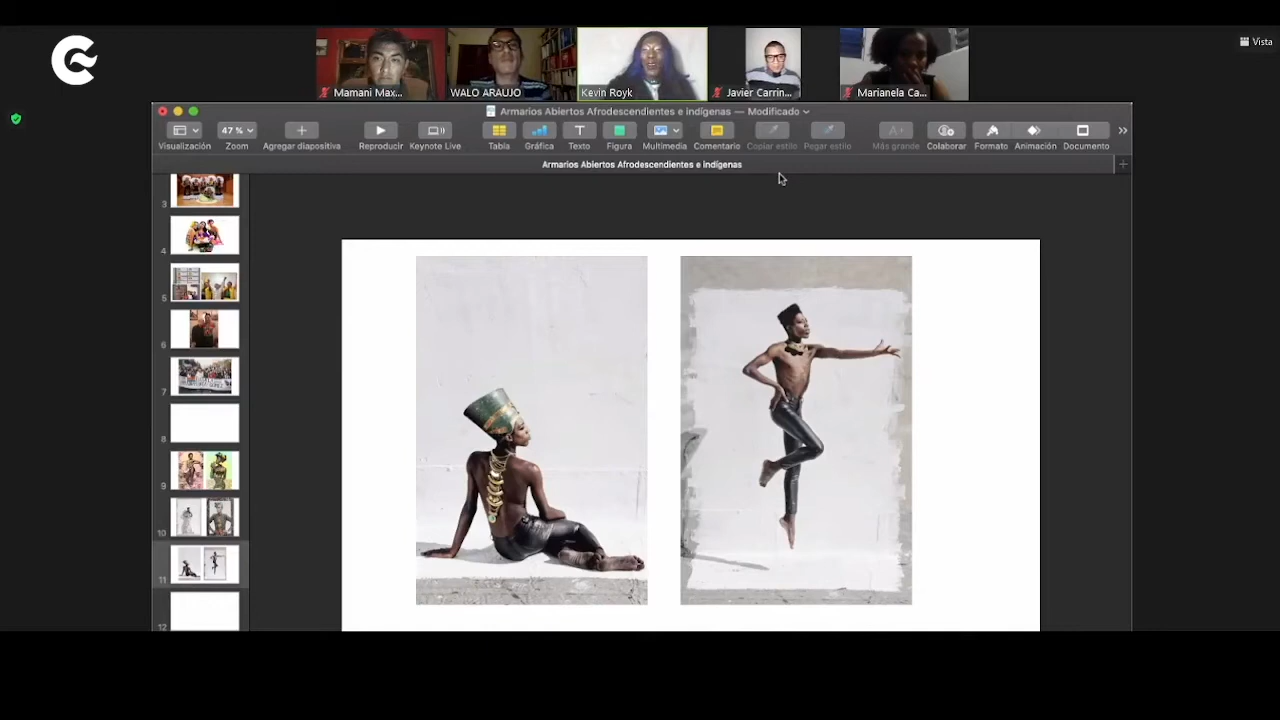 Vista
Mamani Max...
WALO ARAUJO
Kevin Royk
Javier Carrin...
Marianela Ca...
Armarios Abiertos Afrodescendientes e indígenas — Modificado
47 %
Visualización
Zoom
Agregar diapositiva
Reproducir
Keynote Live
Tabla
Gráfica
Texto
Figura
Multimedia
Comentario
Copiar estilo
Pegar estilo
Más grande
Colaborar
Formato
Animación
Documento
Armarios Abiertos Afrodescendientes e indígenas
3
4
5
6
7
8
9
10
11
12